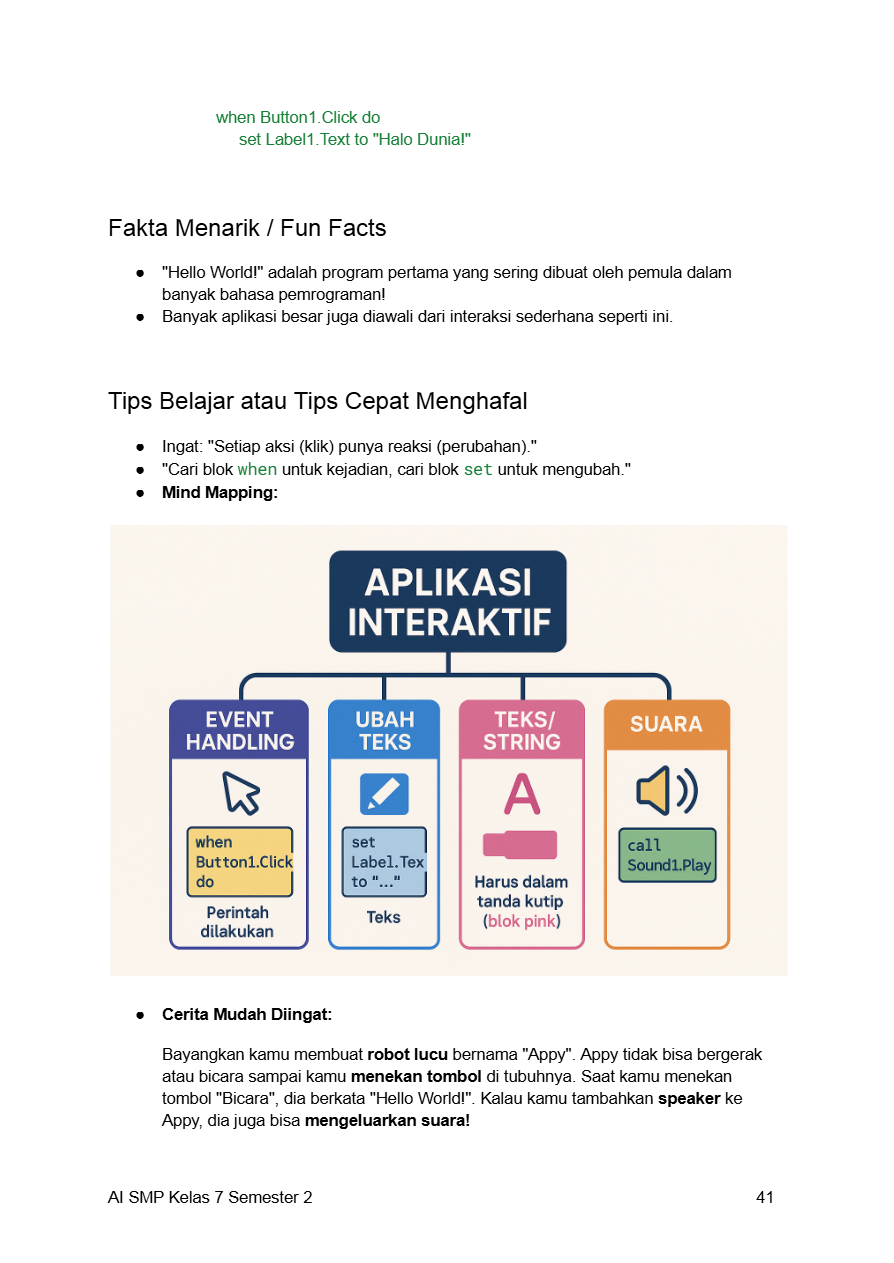 when Button1.Click do
set Label1.Text to "Halo Dunia!"
Fakta Menarik / Fun Facts
● "Hello World!" adalah program pertama yang sering dibuat oleh pemula dalam
banyak bahasa pemrograman!
● Banyak aplikasi besar juga diawali dari interaksi sederhana seperti ini.
Tips Belajar atau Tips Cepat Menghafal
● Ingat: "Setiap aksi (klik) punya reaksi (perubahan)."
● "Cari blok when untuk kejadian, cari blok set untuk mengubah."
● Mind Mapping:
APLIKASI
INTERAKTIF
EVENT
HANDLING
when
Button1.Click
do
Perintah
dilakukan
UBAH
TEKS
set
Label.Tex
to "..."
Teks
TEKS/
STRING
A
Harus dalam
tanda kutip
(blok pink)
SUARA
call
Sound1.Play
● Cerita Mudah Diingat:
Bayangkan kamu membuat robot lucu bernama "Appy". Appy tidak bisa bergerak
atau bicara sampai kamu menekan tombol di tubuhnya. Saat kamu menekan
tombol "Bicara", dia berkata "Hello World!". Kalau kamu tambahkan speaker ke
Appy, dia juga bisa mengeluarkan suara!
AI SMP Kelas 7 Semester 2 41